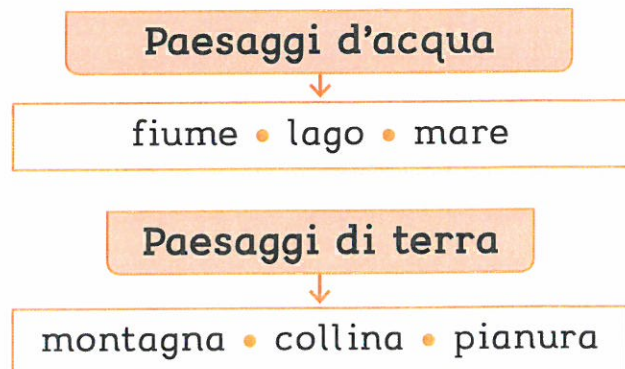 Paesaggi d'acqua
fiume • lago • mare
Paesaggi di terra
montagna • collina • pianura